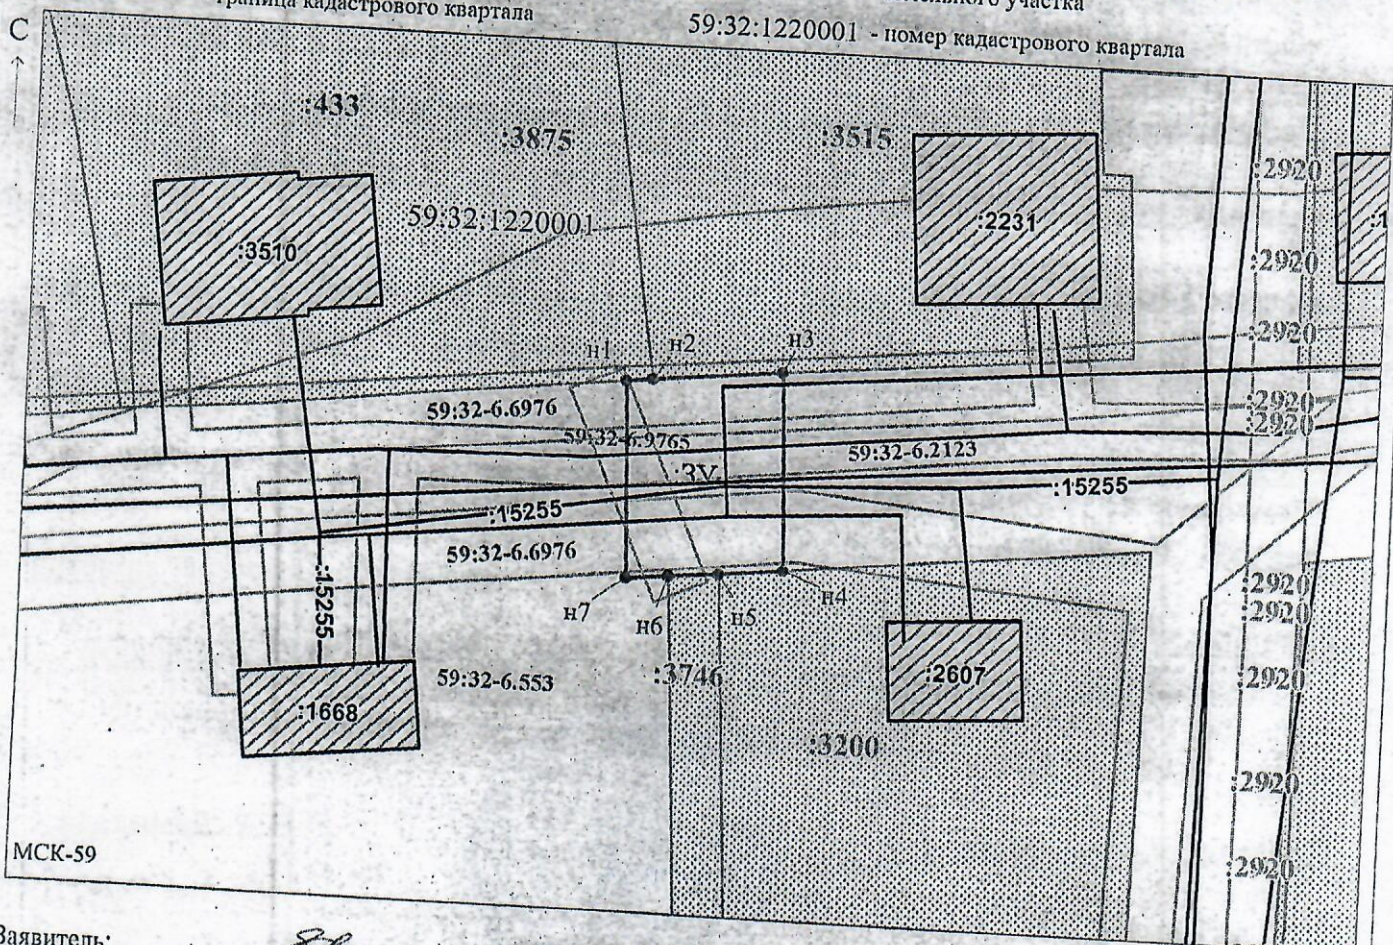 граница кадастрового квартала
участка
59:32:1220001 - номер кадастрового квартала
С
:433
:3875
:3515
:2920
59:32:1220001
:2231
:1
:3510
:2920
:2920
н1
н2
н3
59:32-6.6976
:2920
:2920
59:32-6.9765
59:32-6.2123
:ЗУ
:15255
:15255
59:32-6.6976
:15255
н7
н6
н5
н4
:2920
:2920
59:32-6.553
:3746
:2607
:2920
:1668
:3200
:2920
МСК-59
:2920
Заявитель: